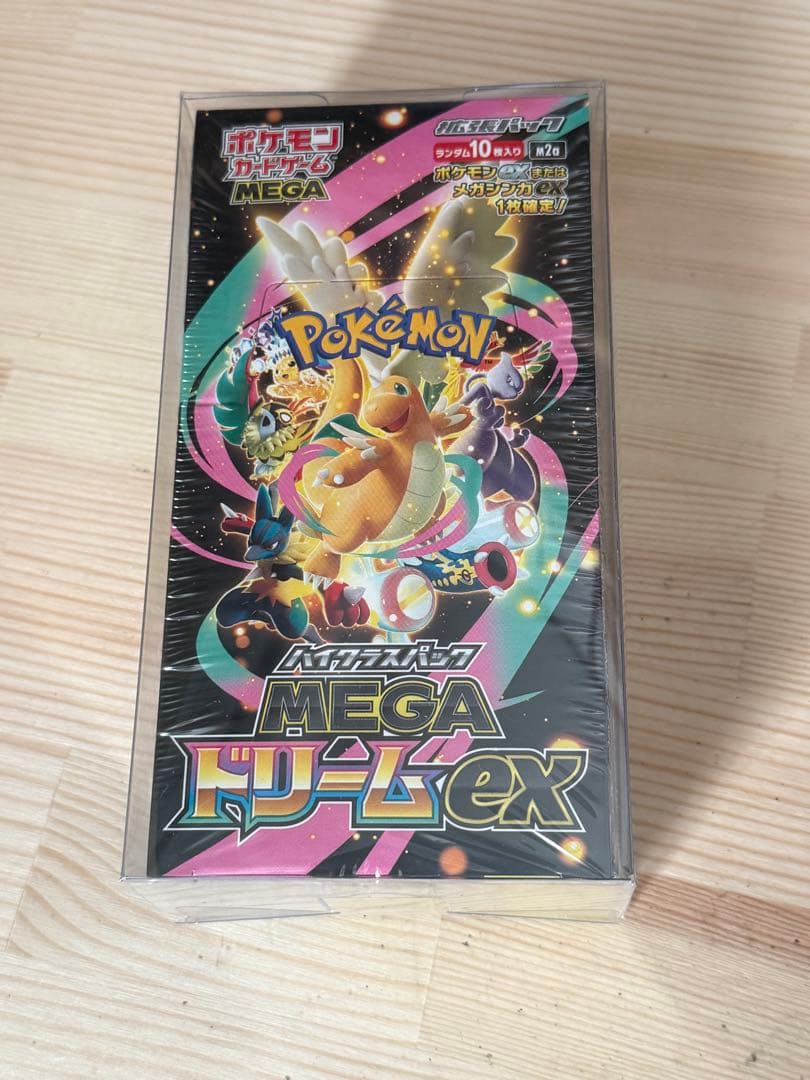 ポケモン
カードゲーム
MEGA
拡張パック
ランダム10枚入り M2a
ポケモンexまたは
メガシンカex
1枚確定!
POKÉMON
TM
ハイクラスパック
MEGA
ドリームex